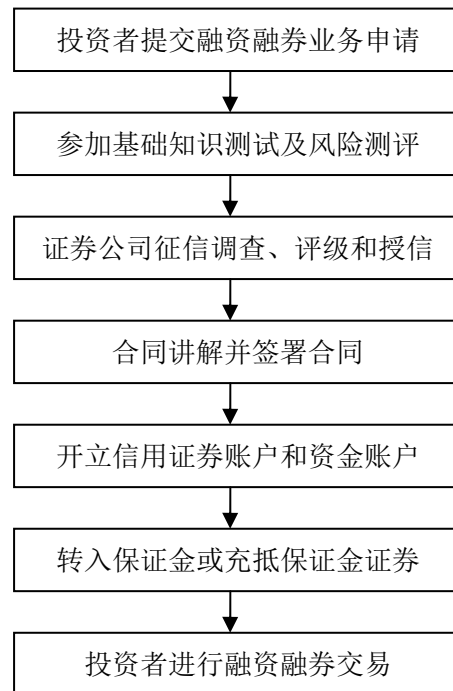 投资者提交融资融券业务申请
参加基础知识测试及风险测评
证券公司征信调查、评级和授信
合同讲解并签署合同
开立信用证券账户和资金账户
转入保证金或充抵保证金证券
投资者进行融资融券交易